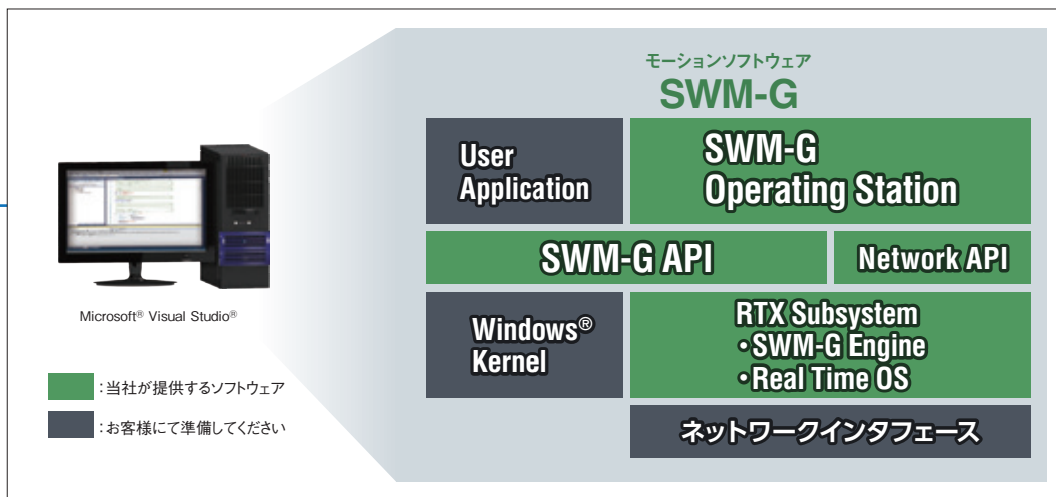 モーションソフトウェア
SWM-G
User
Application
SWM-G
Operating Station
SWM-G API
Network API
Windows®
Kernel
RTX Subsystem
・SWM-G Engine
・Real Time OS
ネットワークインタフェース
Microsoft® Visual Studio®
:当社が提供するソフトウェア
:お客様にて準備してください